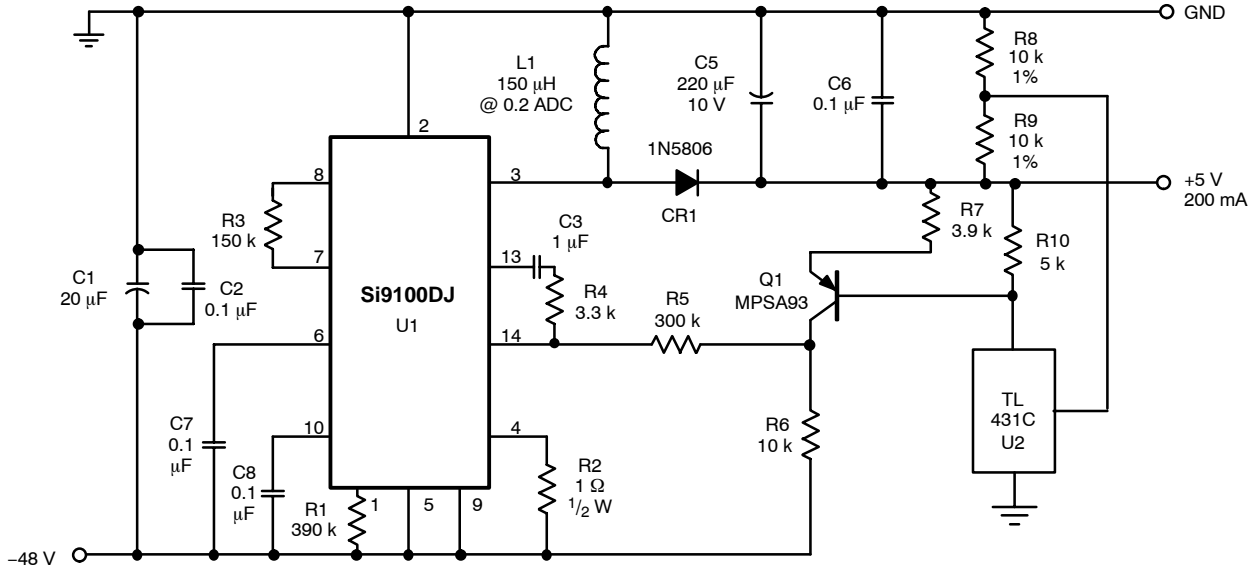 GND
R8
10 k
1%
L1
150 μH
@ 0.2 ADC
C5
220 μF
10 V
C6
0.1 μF
R9
10 k
1%
2
1N5806
CR1
8
3
+5 V
200 mA
R3
150 k
7
C3
1 μF
13
R7
3.9 k
R10
5 k
C1
20 μF
C2
0.1 μF
Si9100DJ
U1
R4
3.3 k
Q1
MPSA93
R5
300 k
6
14
TL
431C
U2
C7
0.1
μF
10
4
R6
10 k
C8
0.1
μF
R2
1 Ω
1/2 W
R1
390 k
1
5
9
–48 V